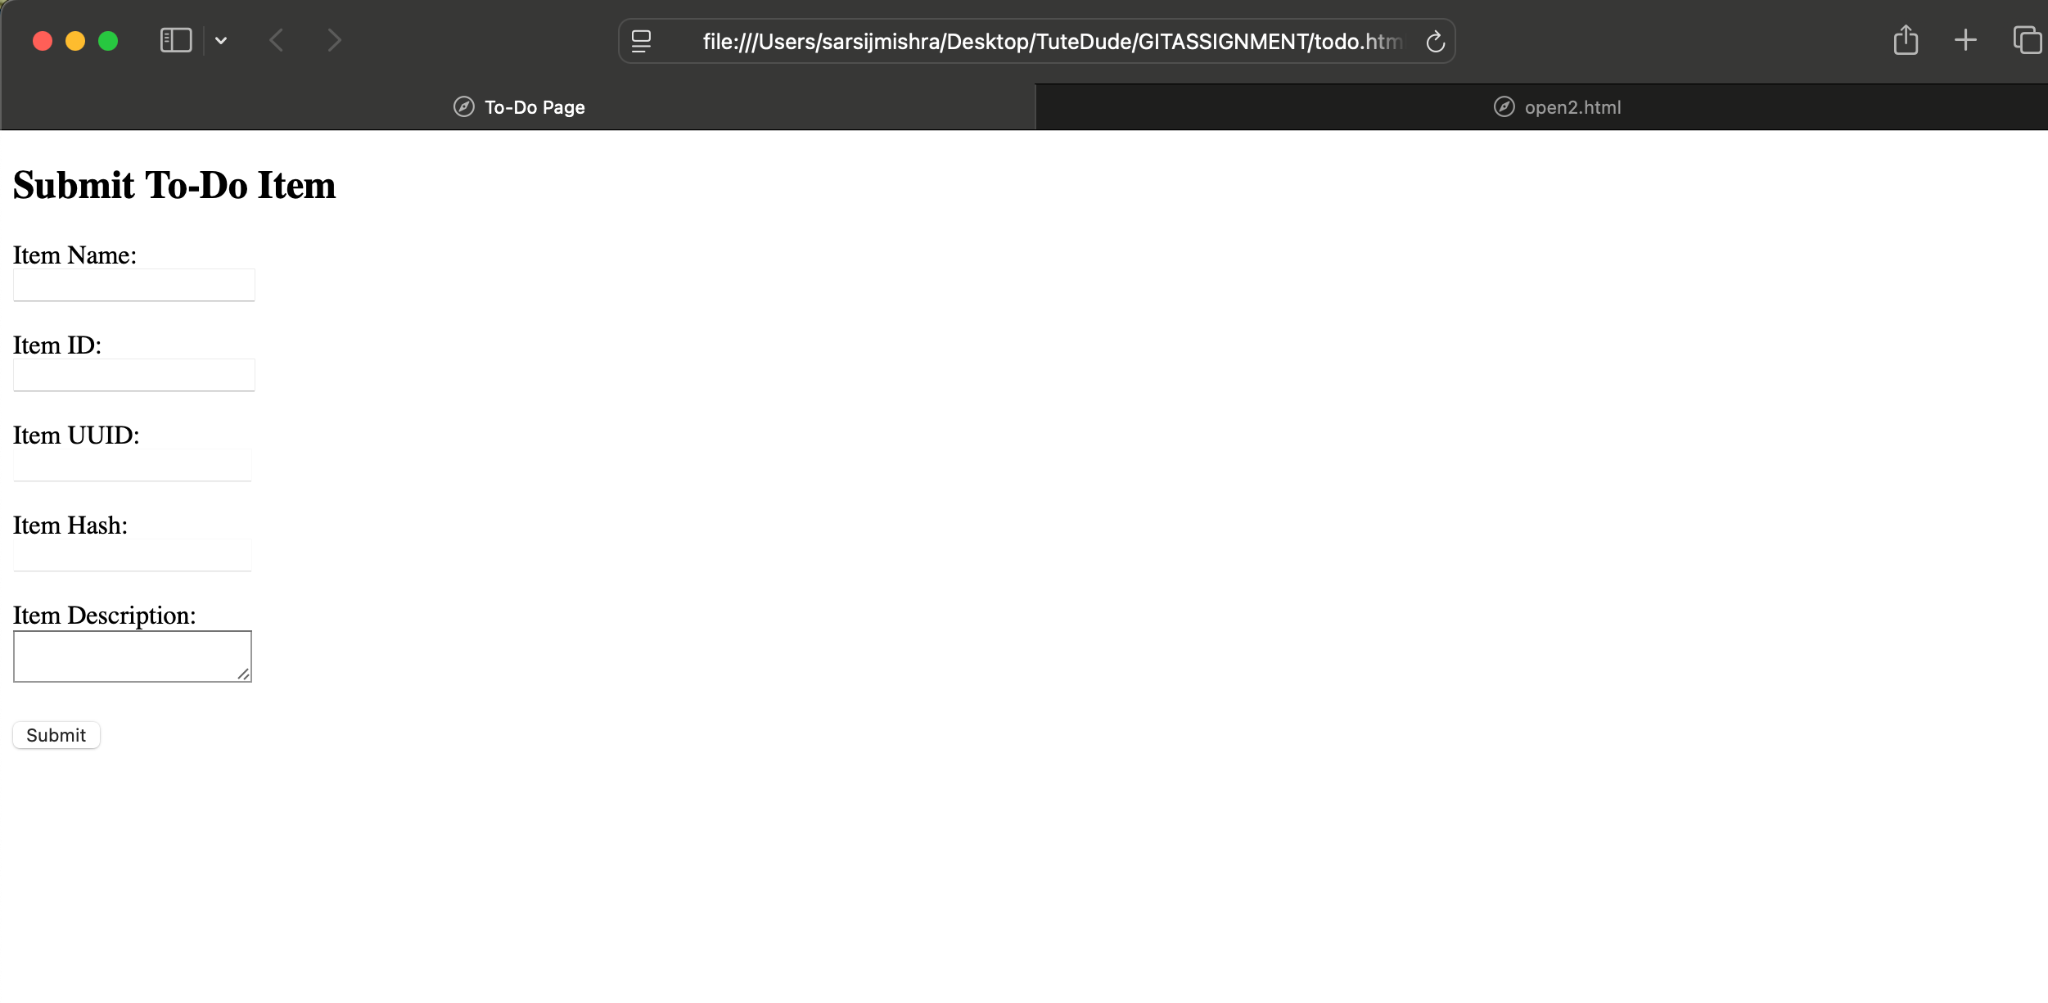 file:///Users/sarsijmishra/Desktop/TuteDude/GITASSIGNMENT/todo.htm
To-Do Page
open2.html
Submit To-Do Item
Item Name:
Item ID:
Item UUID:
Item Hash:
Item Description:
Submit